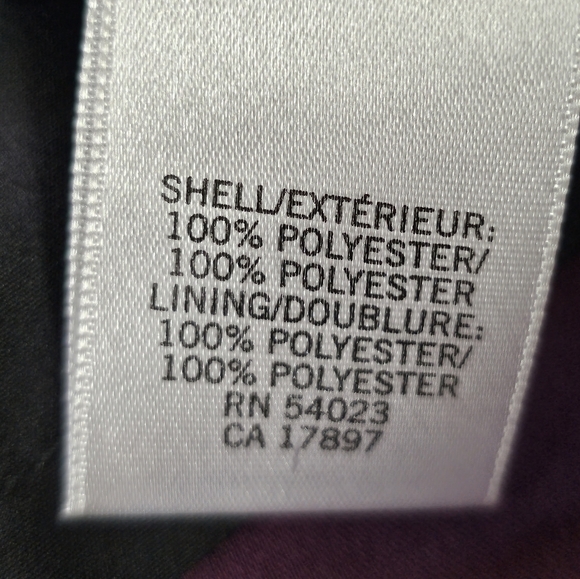 SHELL/EXTÉRIEUR:
100% POLYESTER/
100% POLYESTER
LINING/DOUBLURE:
100% POLYESTER/
100% POLYESTER
RN 54023
CA 17897